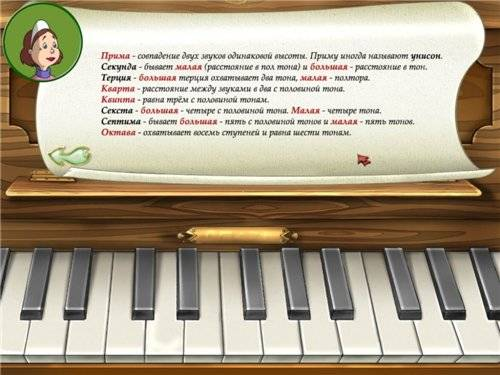 Прима - совпадение двух звуков одинаковой высоты. Приму иногда называют унисон.
Секунда - бывает малая (расстояние в пол тона) и большая - расстояние в тон.
Терция - большая терция охватывает два тона, малая - полтора.
Кварта - расстояние между звуками в два с половиной тона.
Квинта - равна трём с половиной тонам.
Секста - большая - четыре с половиной тона. Малая - четыре тона.
Септима - бывает большая - пять с половиной тонов и малая - пять тонов.
Октава - охватывает восемь ступеней и равна шести тонам.